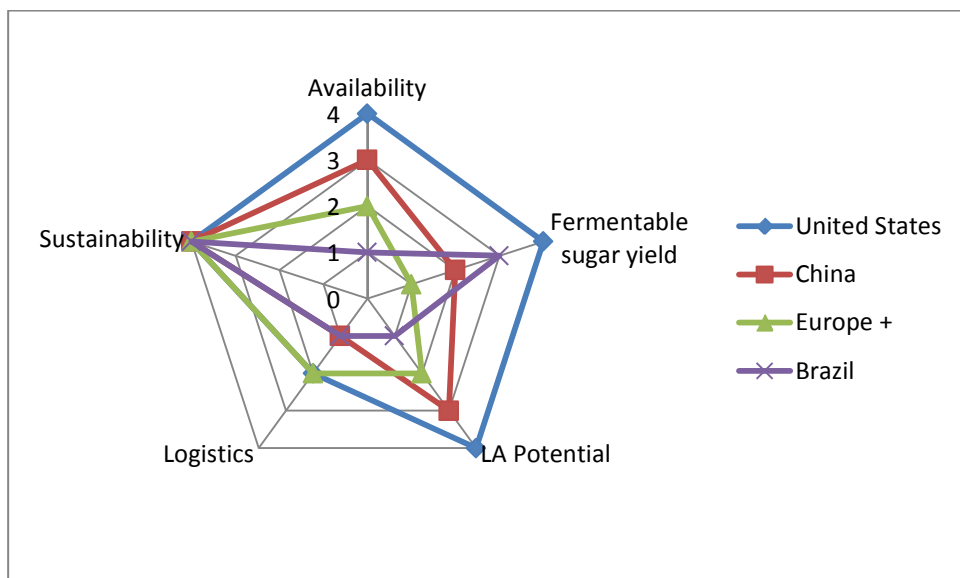 Availability
4
3
2
1
0
Fermentable
sugar yield
LA Potential
Logistics
Sustainability
United States
China
Europe +
Brazil